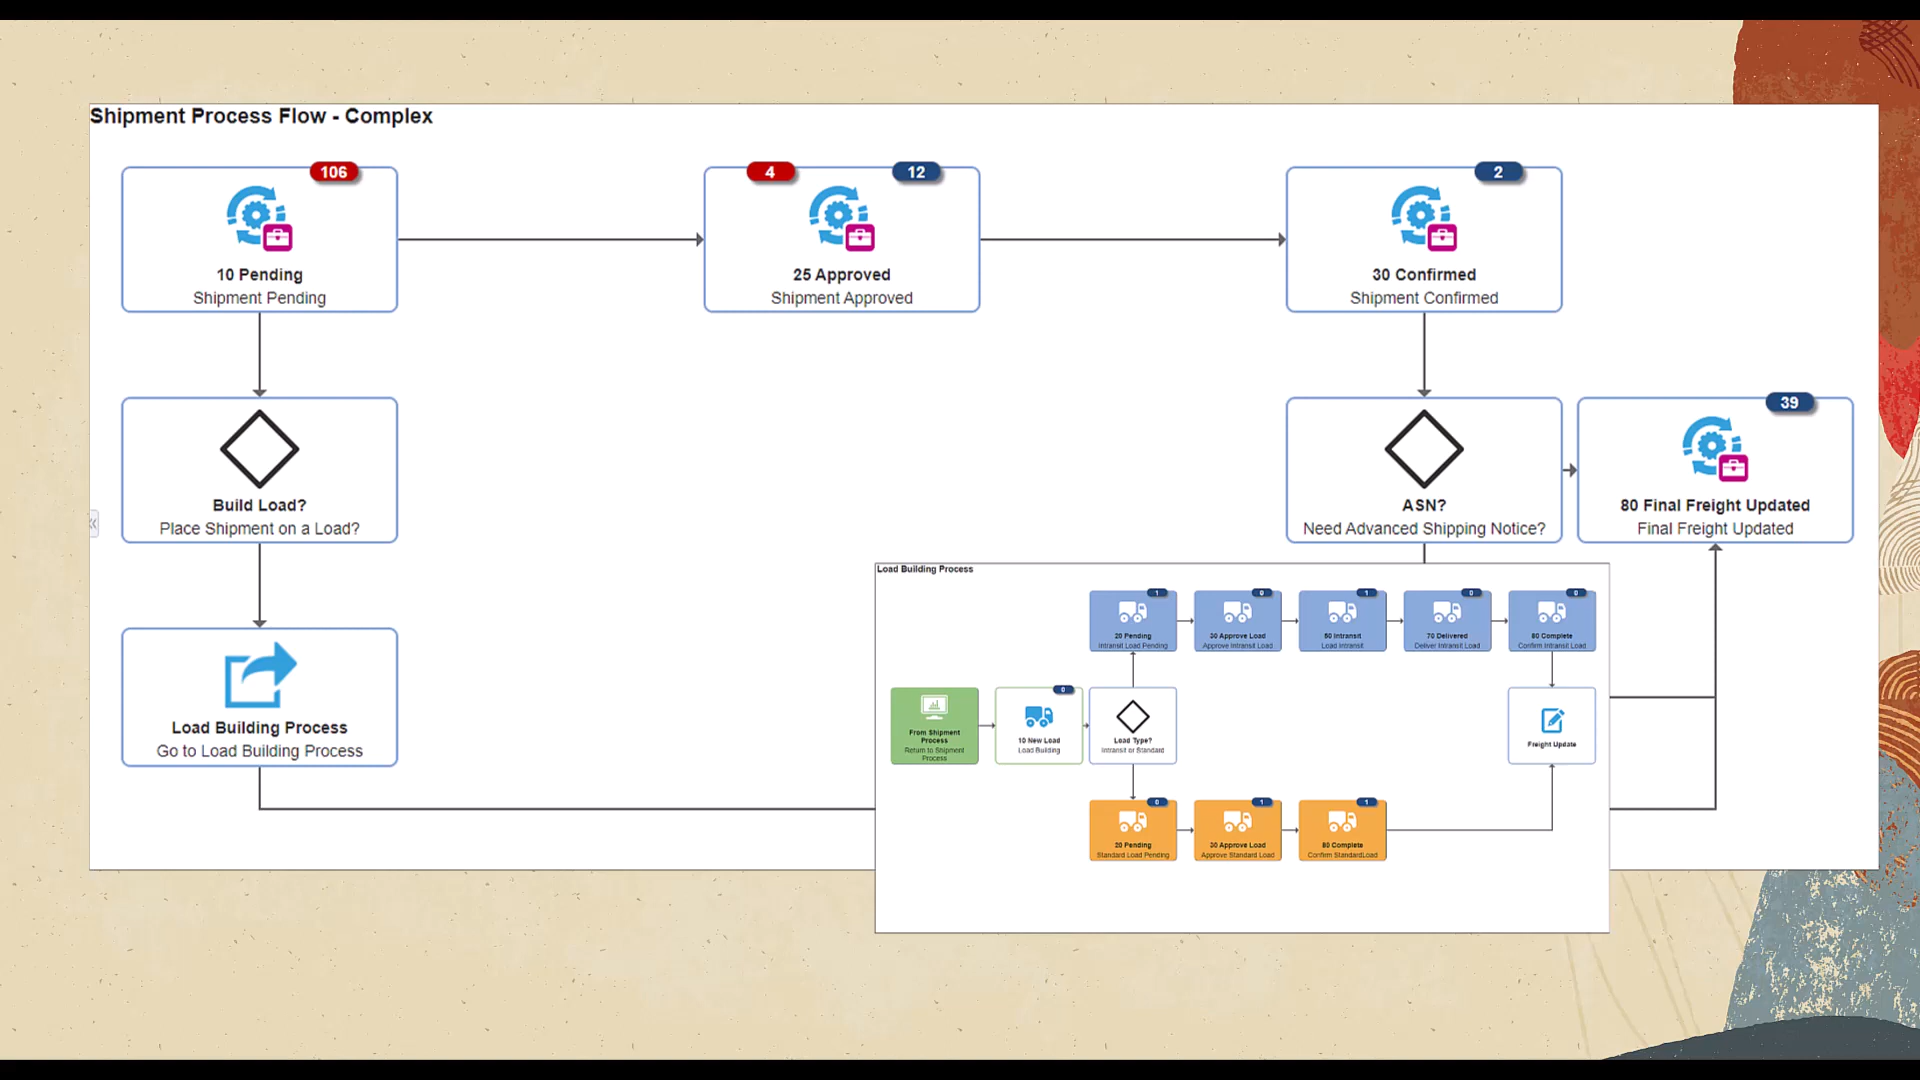 Shipment Process Flow - Complex
106
10 Pending
Shipment Pending
4
12
25 Approved
Shipment Approved
2
30 Confirmed
Shipment Confirmed
Build Load?
Place Shipment on a Load?
ASN?
Need Advanced Shipping Notice?
39
80 Final Freight Updated
Final Freight Updated
Load Building Process
Go to Load Building Process
Load Building Process
1
20 Pending
Intransit Load Pending
0
30 Approve Load
Approve Intransit Load
1
Load Intransit
0
70 Delivered
Deliver Intransit Load
0
Complete
Confirm Intransit Load
From Shipment
Process
Return to Shipment
Process
0
10 New Load
Load Building
Load Type?
Intransit or Standard
Freight Update
0
20 Pending
Standard Load Pending
1
30 Approve Load
Approve Standard Load
1
80 Complete
Confirm StandardLoad